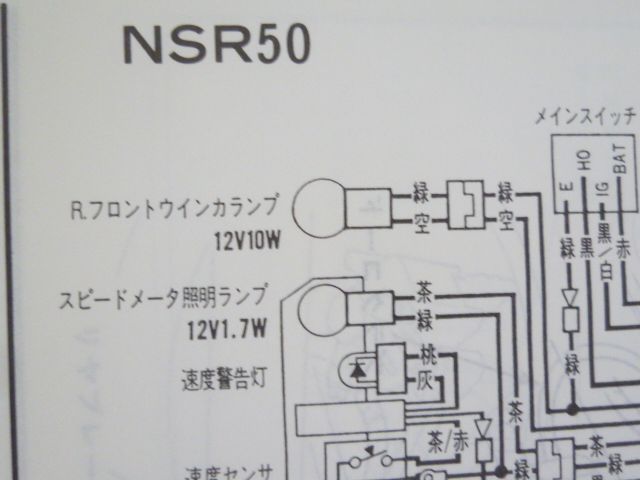 NSR50
メインスイッチ
E
HO
IG
BAT
R.フロントウインカランプ
12V10W
緑
空
緑
空
緑
黒
黒/白
赤
スピードメータ照明ランプ
12V1.7W
茶
緑
速度警告灯
桃
灰
緑
茶
茶/赤
速度センサ
緑
茶
緑